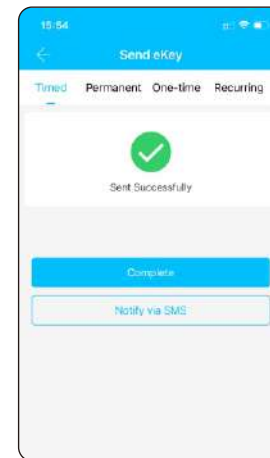 15:54
Send eKey
Timed Permanent One-time Recurring
Sent Successfully
Complete
Notify via SMS